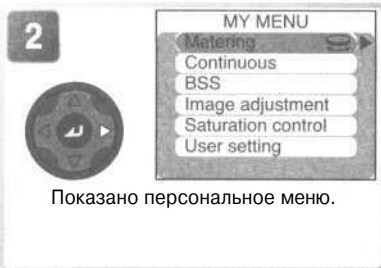 2
MY MENU
Metering
Continuous
BSS
Image adjustment
Saturation control
User setting
Показано персональное меню.